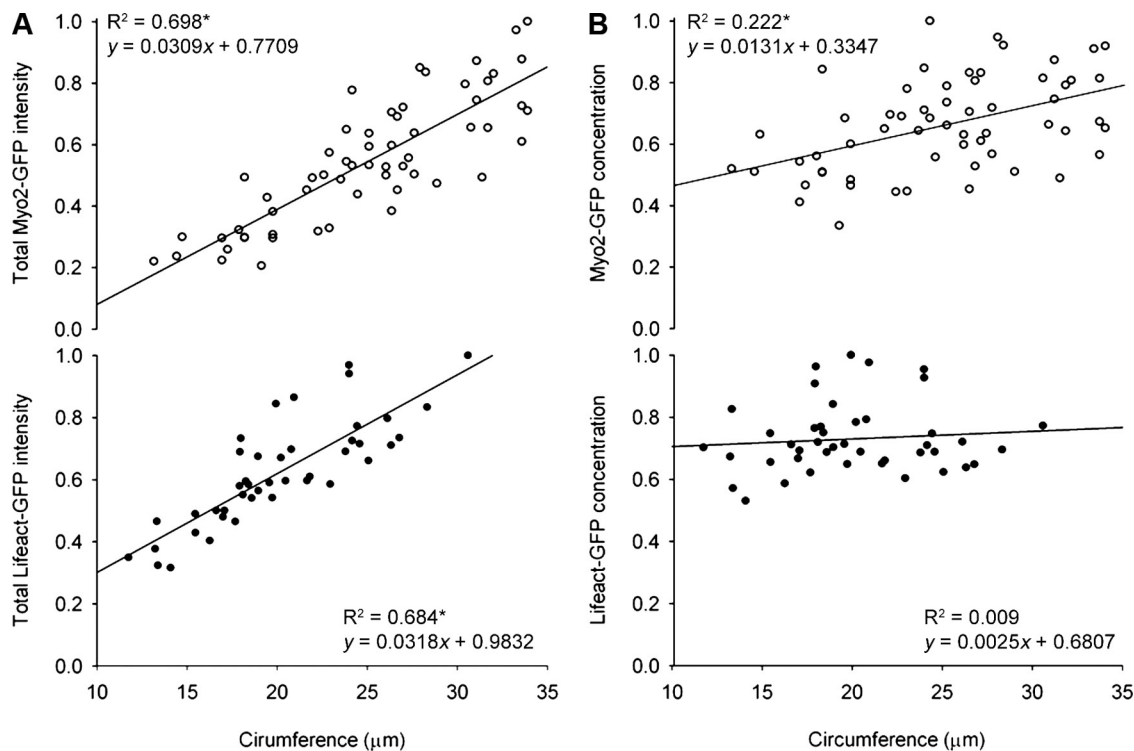 A
R² = 0.698*
y = 0.0309x + 0.7709
Total Myo2-GFP intensity
1.0
0.8
0.6
0.4
0.2
0.0
B
R² = 0.222*
y = 0.0131x + 0.3347
Myo2-GFP concentration
1.0
0.8
0.6
0.4
0.2
0.0
Total Lifeact-GFP intensity
1.0
0.8
0.6
0.4
0.2
0.0
R² = 0.684*
y = 0.0318x + 0.9832
10 15 20 25 30 35
Cirumference (µm)
Lifeact-GFP concentration
1.0
0.8
0.6
0.4
0.2
0.0
R² = 0.009
y = 0.0025x + 0.6807
10 15 20 25 30 35
Circumference (µm)